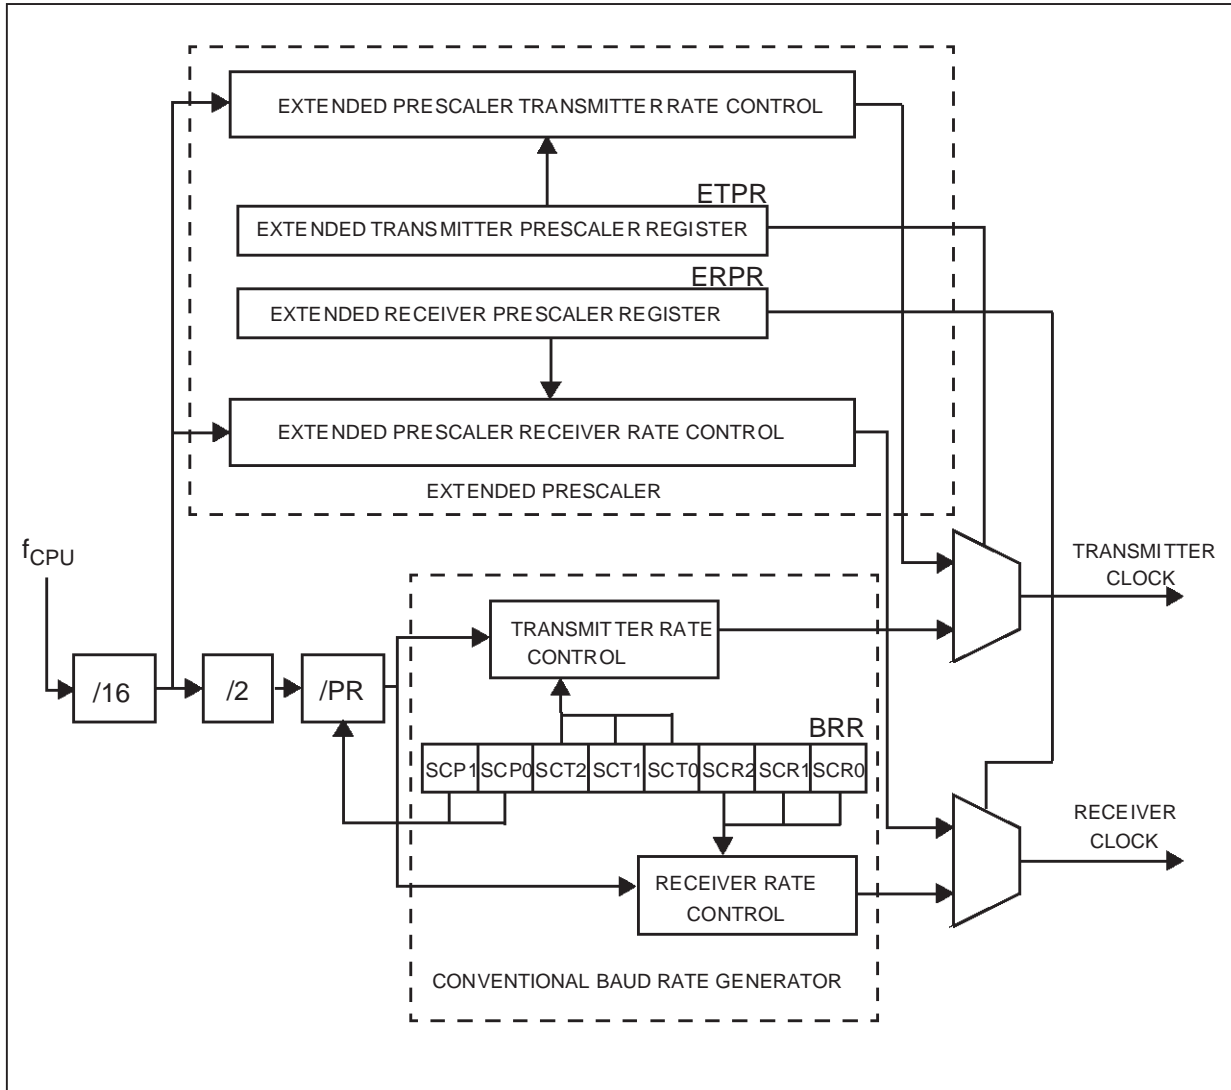 EXTENDED PRESCALER TRANSMITTER RATE CONTROL
ETPR
EXTENDED TRANSMITTER PRESCALER REGISTER
ERPR
EXTENDED RECEIVER PRESCALER REGISTER
EXTENDED PRESCALER RECEIVER RATE CONTROL
EXTENDED PRESCALER
fCPU
TRANSMITTER
CLOCK
TRANSMITTER RATE
CONTROL
/16
/2
/PR
BRR
SCP1 SCP0 SCT2 SCT1 SCT0 SCR2 SCR1 SCR0
RECEIVER
CLOCK
RECEIVER RATE
CONTROL
CONVENTIONAL BAUD RATE GENERATOR